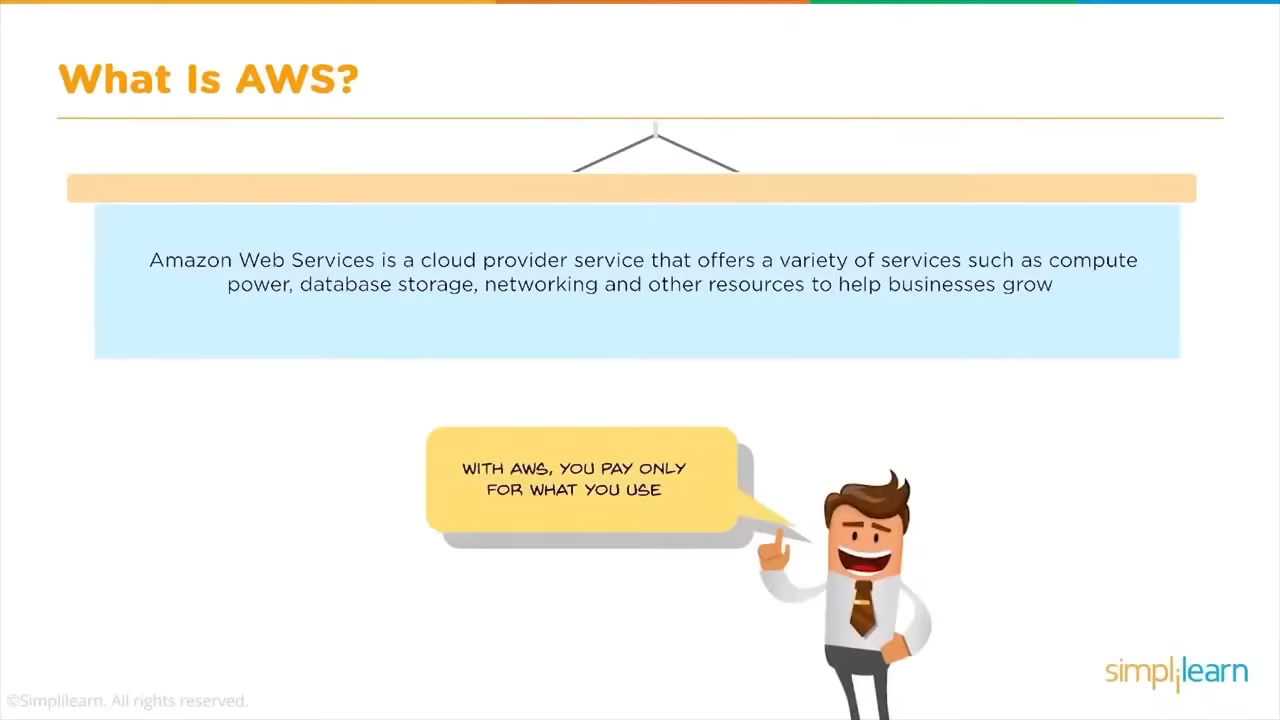 What Is AWS?
Amazon Web Services is a cloud provider service that offers a variety of services such as compute
power, database storage, networking and other resources to help businesses grow
WITH AWS, YOU PAY ONLY
FOR WHAT YOU USE
simplilearn
©Simplilearn. All rights reserved.